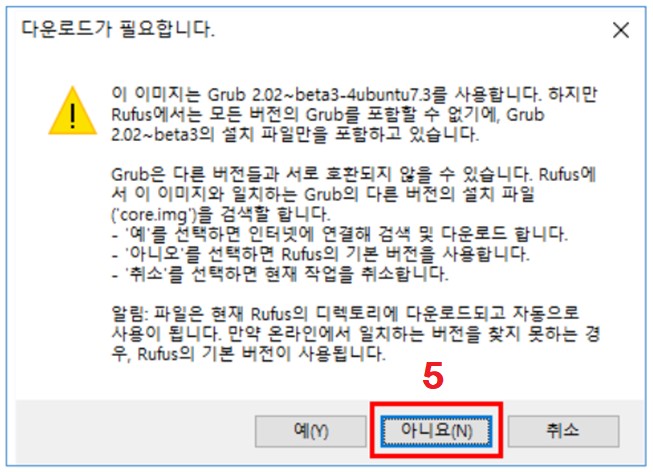 다운로드가 필요합니다.
이 이미지는 Grub 2.02~beta3-4ubuntu7.3를 사용합니다. 하지만
Rufus에서는 모든 버전의 Grub를 포함할 수 없기에, Grub
2.02~beta3의 설치 파일만을 포함하고 있습니다.
Grub은 다른 버전들과 서로 호환되지 않을 수 있습니다. Rufus에
서 이 이미지와 일치하는 Grub의 다른 버전의 설치 파일
('core.img')을 검색할 합니다.
- '예'를 선택하면 인터넷에 연결해 검색 및 다운로드 합니다.
- '아니오'를 선택하면 Rufus의 기본 버전을 사용합니다.
- '취소'를 선택하면 현재 작업을 취소합니다.
알림: 파일은 현재 Rufus의 디렉토리에 다운로드되고 자동으로
사용이 됩니다. 만약 온라인에서 일치하는 버전을 찾지 못하는 경
우, Rufus의 기본 버전이 사용됩니다.
5
예(Y)
아니요(N)
취소